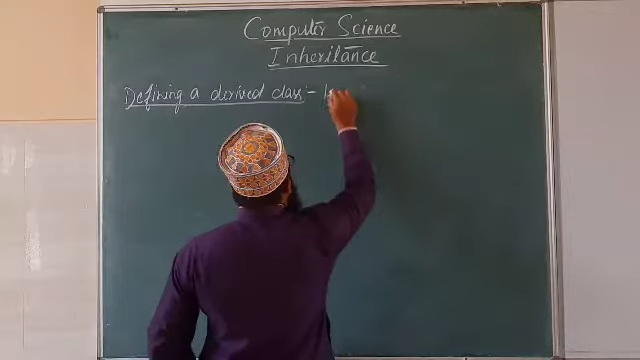 Computer Science
Inheritance
Defining a derived class:-